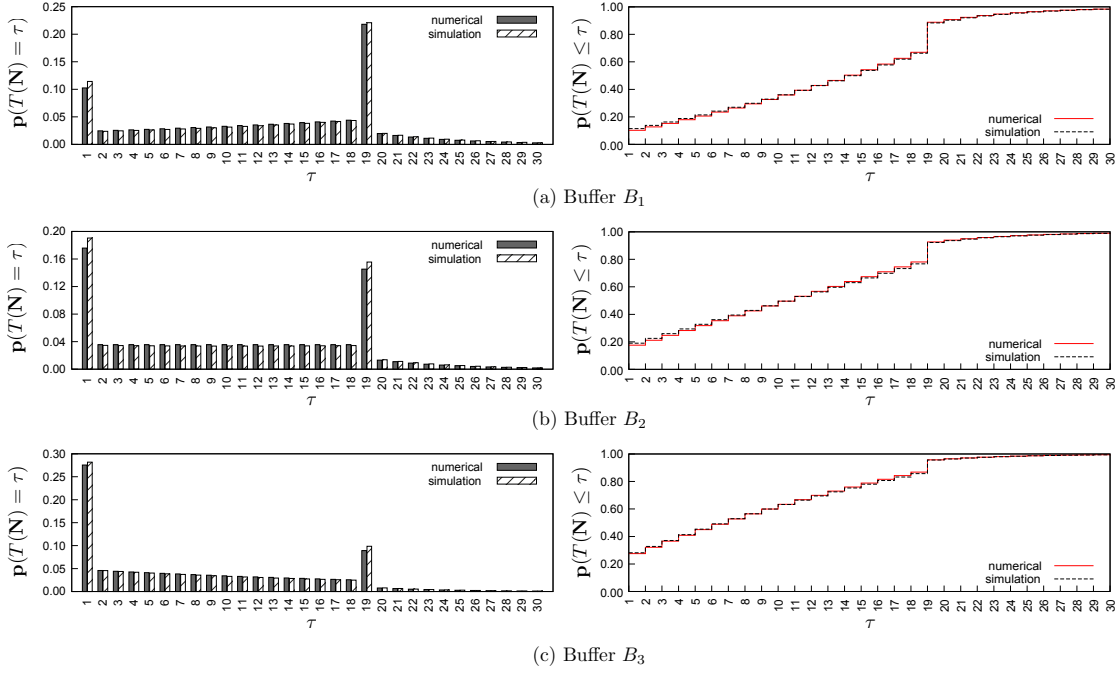 p(T(N) = τ)
0.25
0.20
0.15
0.10
0.05
0.00
numerical
simulation
1 2 3 4 5 6 7 8 9 10 11 12 13 14 15 16 17 18 19 20 21 22 23 24 25 26 27 28 29 30
τ
p(T(N) ≤ τ)
1.00
0.80
0.60
0.40
0.20
0.00
numerical
simulation
1 2 3 4 5 6 7 8 9 10 11 12 13 14 15 16 17 18 19 20 21 22 23 24 25 26 27 28 29 30
τ
(a) Buffer B₁
p(T(N) = τ)
0.20
0.16
0.12
0.08
0.04
0.00
numerical
simulation
1 2 3 4 5 6 7 8 9 10 11 12 13 14 15 16 17 18 19 20 21 22 23 24 25 26 27 28 29 30
τ
p(T(N) ≤ τ)
1.00
0.80
0.60
0.40
0.20
0.00
numerical
simulation
1 2 3 4 5 6 7 8 9 10 11 12 13 14 15 16 17 18 19 20 21 22 23 24 25 26 27 28 29 30
τ
(b) Buffer B₂
p(T(N) = τ)
0.30
0.25
0.20
0.15
0.10
0.05
0.00
numerical
simulation
1 2 3 4 5 6 7 8 9 10 11 12 13 14 15 16 17 18 19 20 21 22 23 24 25 26 27 28 29 30
τ
p(T(N) ≤ τ)
1.00
0.80
0.60
0.40
0.20
0.00
numerical
simulation
1 2 3 4 5 6 7 8 9 10 11 12 13 14 15 16 17 18 19 20 21 22 23 24 25 26 27 28 29 30
τ
(c) Buffer B₃